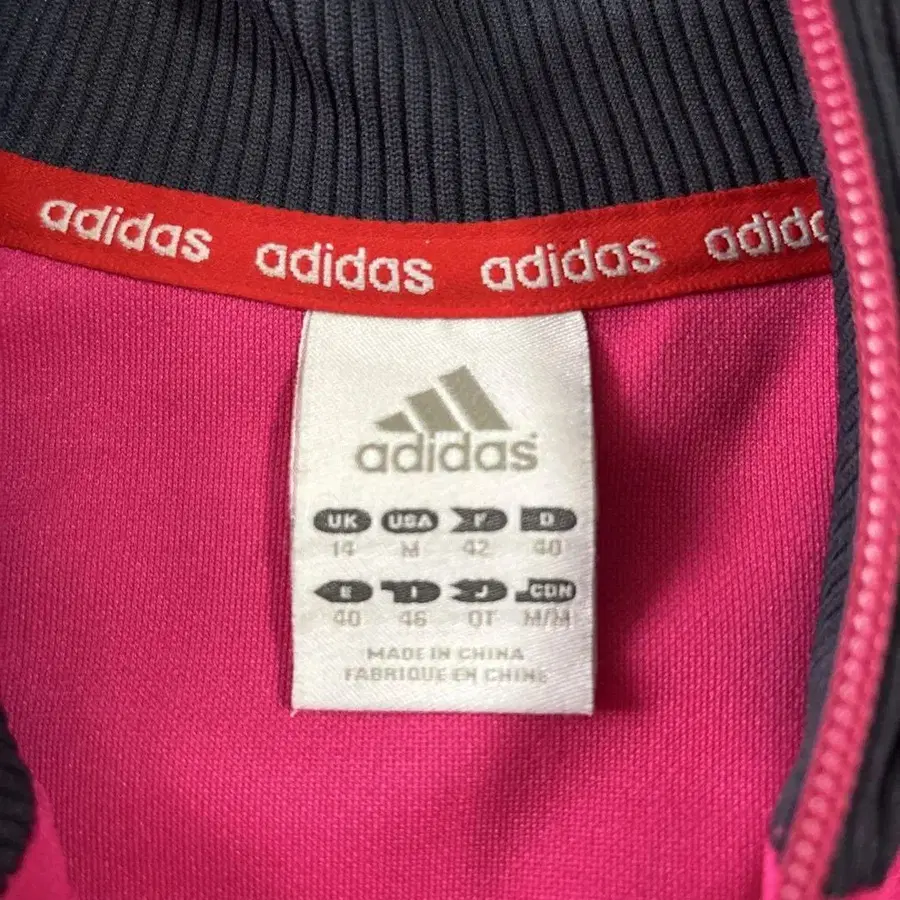 adidas adidas adidas adida
adidas
UK USA F D
14 M 42 40
E I J CDN
40 46 OT M/M
MADE IN CHINA
FABRIQUE EN CHINE